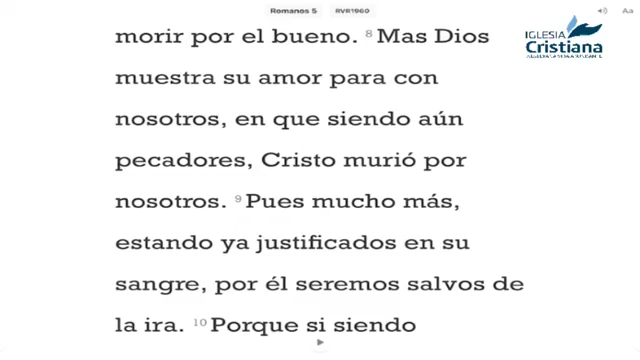 Romanos 5 RVR1960 Aa
IGLESIA
Cristiana
morir por el bueno. 8 Mas Dios
muestra su amor para con
nosotros, en que siendo aún
pecadores, Cristo murió por
nosotros. 9 Pues mucho más,
estando ya justificados en su
sangre, por él seremos salvos de
la ira. 10 Porque si siendo